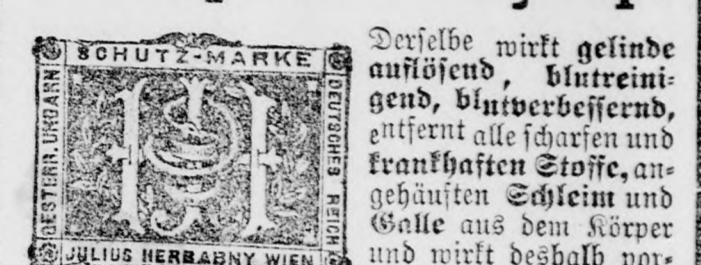 SCHUTZ-MARKE
OESTERR. UNGARN
DEUTSCHES REICH
JULIUS HERBABNY WIEN
Derselbe wirkt gelinde
auflösend, blutreini=
gend, blutverbessernd,
entfernt alle scharfen und
krankhaften Stoffe, an=
gehäuften Schleim und
Galle aus dem Körper
und wirkt deshalb vor=